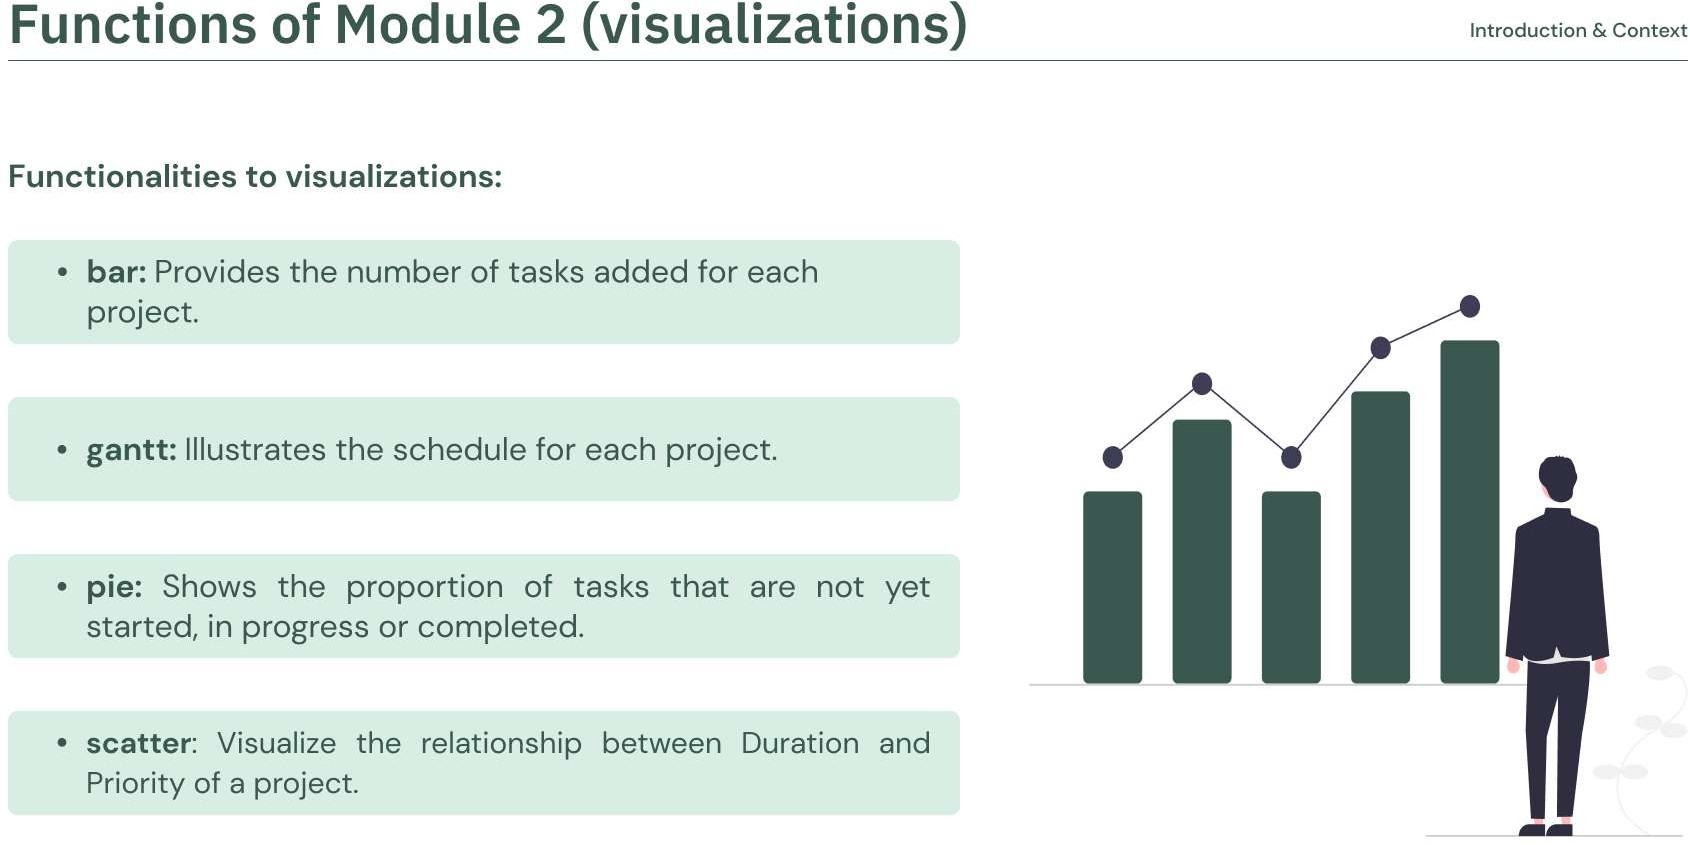 Functions of Module 2 (visualizations)
Introduction & Context
Functionalities to visualizations:
• bar: Provides the number of tasks added for each
project.
• gantt: Illustrates the schedule for each project.
• pie: Shows the proportion of tasks that are not yet
started, in progress or completed.
• scatter: Visualize the relationship between Duration and
Priority of a project.